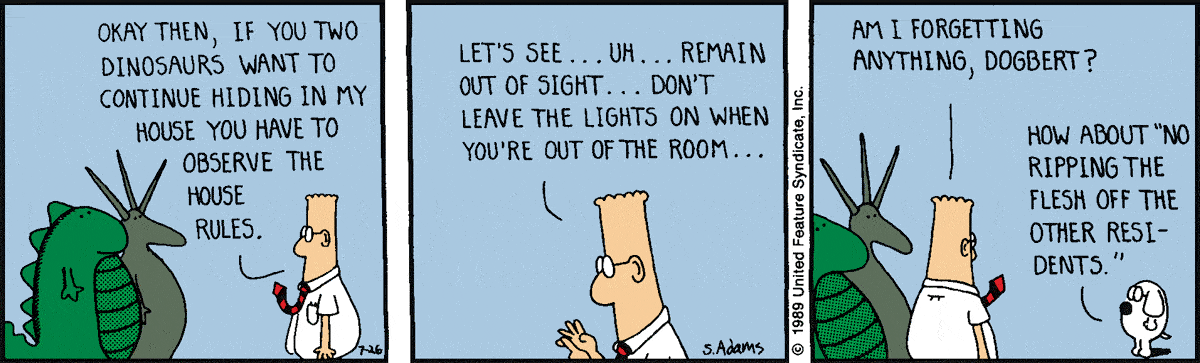 OKAY THEN, IF YOU TWO
DINOSAURS WANT TO
CONTINUE HIDING IN MY
HOUSE YOU HAVE TO
OBSERVE THE
HOUSE
RULES.
7-26
LET'S SEE... UH... REMAIN
OUT OF SIGHT... DON'T
LEAVE THE LIGHTS ON WHEN
YOU'RE OUT OF THE ROOM...
S. Adams
© 1989 United Feature Syndicate, Inc.
AM I FORGETTING
ANYTHING, DOGBERT?
HOW ABOUT "NO
RIPPING THE
FLESH OFF THE
OTHER RESI-
DENTS."